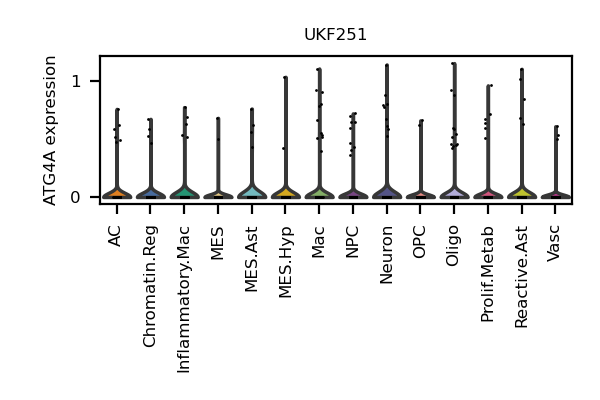 UKF251
ATG4A expression
1
0
AC
Chromatin.Reg
Inflammatory.Mac
MES
MES.Ast
MES.Hyp
Mac
NPC
Neuron
OPC
Oligo
Prolif.Metab
Reactive.Ast
Vasc